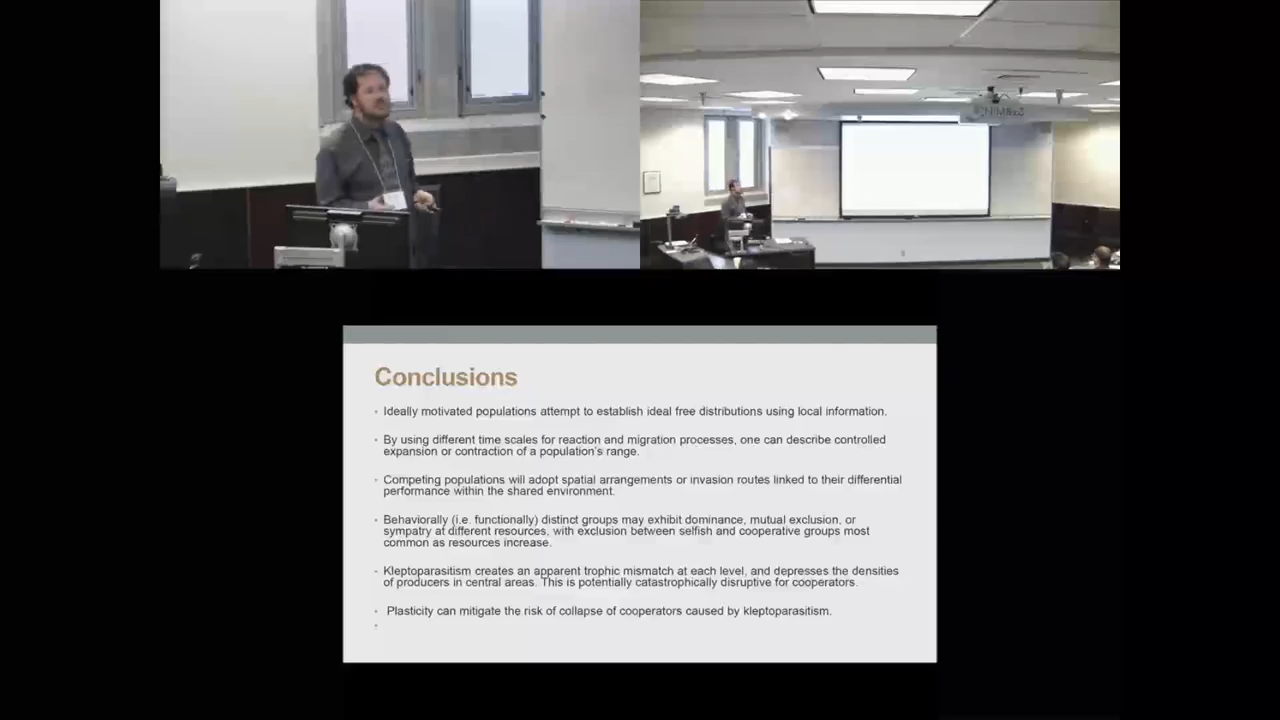 Conclusions
Ideally motivated populations attempt to establish ideal free distributions using local information.
By using different time scales for reaction and migration processes, one can describe controlled
expansion or contraction of a population's range.
Competing populations will adopt spatial arrangements or invasion routes linked to their differential
performance within the shared environment.
Behaviorally (i.e. functionally) distinct groups may exhibit dominance, mutual exclusion, or
sympatry at different resources, with exclusion between selfish and cooperative groups most
common as resources increase.
Kleptoparasitism creates an apparent trophic mismatch at each level, and depresses the densities
of producers in central areas. This is potentially catastrophically disruptive for cooperators.
Plasticity can mitigate the risk of collapse of cooperators caused by kleptoparasitism.